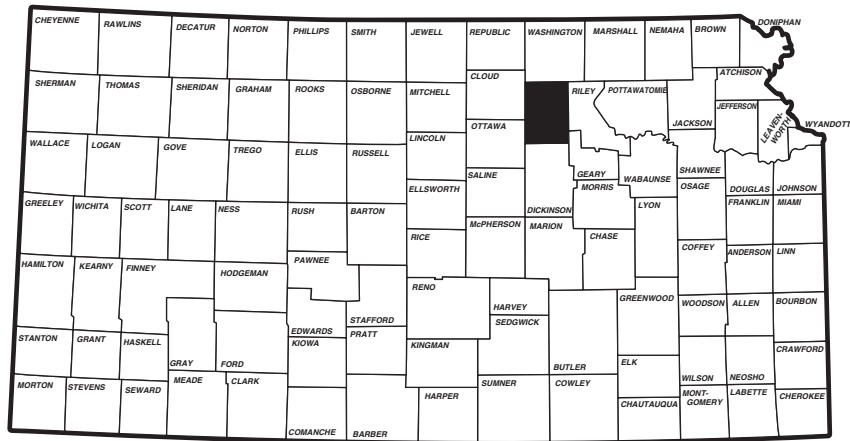 CHEYENNE RAWLINS DECATUR NORTON PHILLIPS SMITH JEWELL REPUBLIC WASHINGTON MARSHALL NEMAHA BROWN DONIPHAN
SHERMAN THOMAS SHERIDAN GRAHAM ROOKS OSBORNE MITCHELL CLOUD RILEY POTTAWATOMIE JACKSON ATCHISON
JEFFERSON LEAVEN-
WORTH
WYANDOTT
WALLACE LOGAN GOVE TREGO ELLIS RUSSELL LINCOLN OTTAWA
SALINE GEARY WABAUNSE SHAWNEE
ELLSWORTH DICKINSON MORRIS OSAGE DOUGLAS JOHNSON
GREELEY WICHITA SCOTT LANE NESS RUSH BARTON McPHERSON MARION LYON FRANKLIN MIAMI
RICE CHASE COFFEY ANDERSON LINN
HAMILTON KEARNY FINNEY HODGEMAN PAWNEE RENO HARVEY GREENWOOD WOODSON ALLEN BOURBON
STAFFORD SEDGWICK
EDWARDS PRATT
STANTON GRANT HASKELL GRAY FORD KIOWA KINGMAN BUTLER ELK WILSON NEOSHO CRAWFORD
MORTON STEVENS SEWARD MEADE CLARK COMANCHE BARBER HARPER SUMNER COWLEY CHAUTAUQUA MONT-
GOMERY LABETTE CHEROKEE